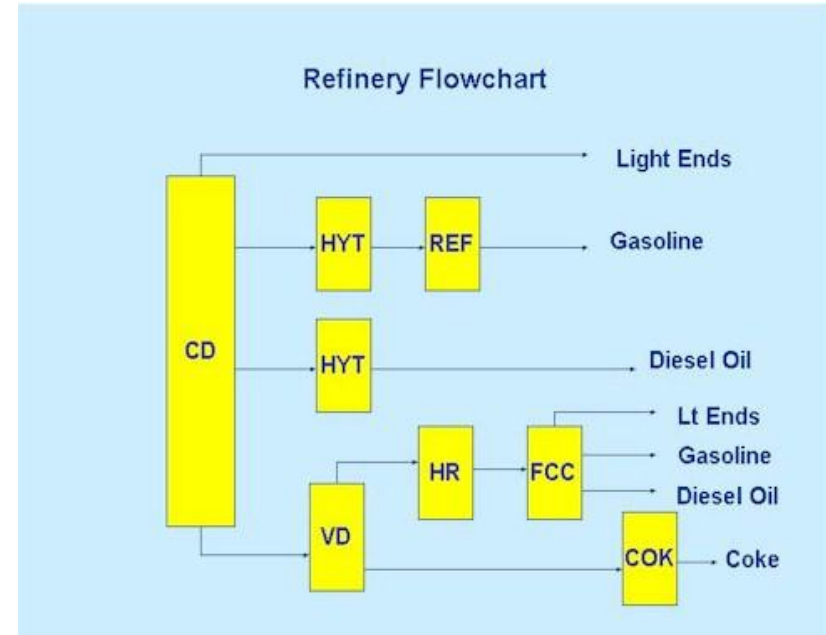 Refinery Flowchart
Light Ends
HYT
REF
Gasoline
CD
HYT
Diesel Oil
Lt Ends
HR
FCC
Gasoline
Diesel Oil
VD
COK
Coke